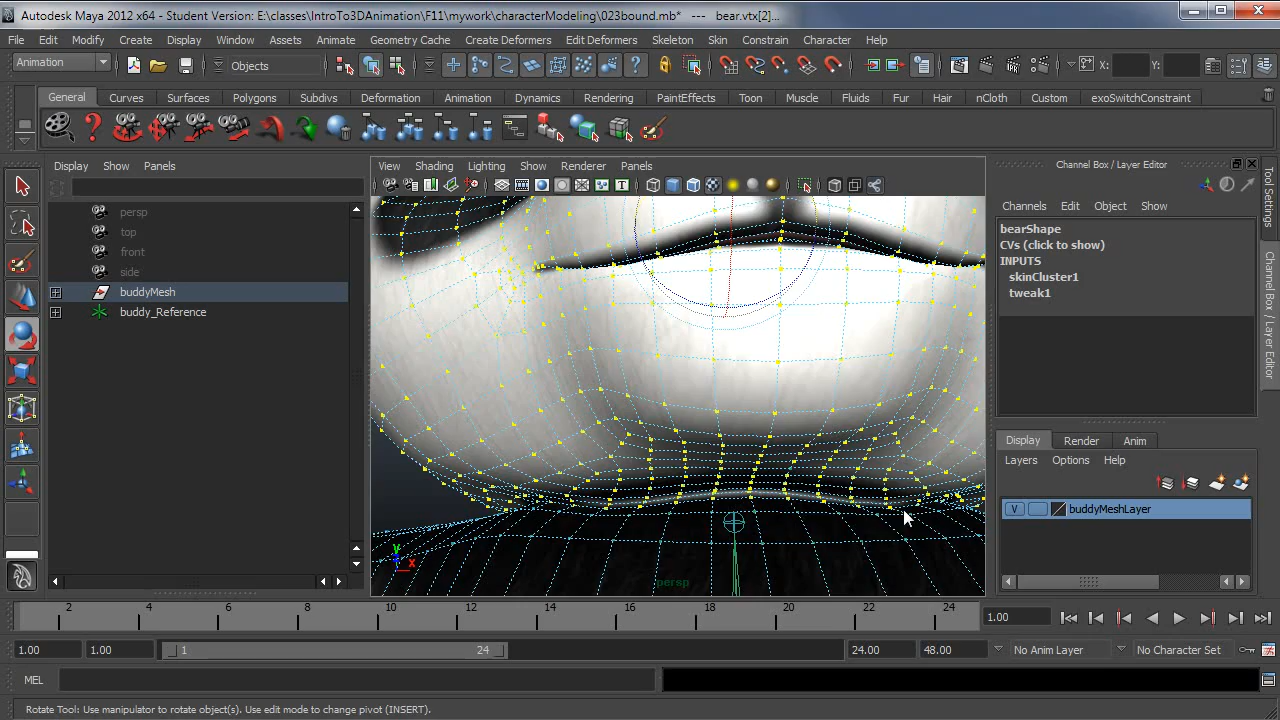 Autodesk Maya 2012 x64 - Student Version: E:\classes\IntroTo3DAnimation\F11\mywork\characterModeling\023bound.mb* --- bear.vtx[2]...
File Edit Modify Create Display Window Assets Animate Geometry Cache Create Deformers Edit Deformers Skeleton Skin Constrain Character Help
Animation Objects X: Y:
General Curves Surfaces Polygons Subdivs Deformation Animation Dynamics Rendering PaintEffects Toon Muscle Fluids Fur Hair nCloth Custom exoSwitchConstraint
Display Show Panels
View Shading Lighting Show Renderer Panels
Channel Box / Layer Editor
persp
top
front
side
buddyMesh
buddy_Reference
Channels Edit Object Show
bearShape
CVs (click to show)
INPUTS
skinCluster1
tweak1
Tool Settings
Channel Box / Layer Editor
Display Render Anim
Layers Options Help
V buddyMeshLayer
y
z
x
persp
2 4 6 8 10 12 14 16 18 20 22 24 1.00
1.00 1.00 1 24 24.00 48.00 No Anim Layer No Character Set
MEL
Rotate Tool: Use manipulator to rotate object(s). Use edit mode to change pivot (INSERT).